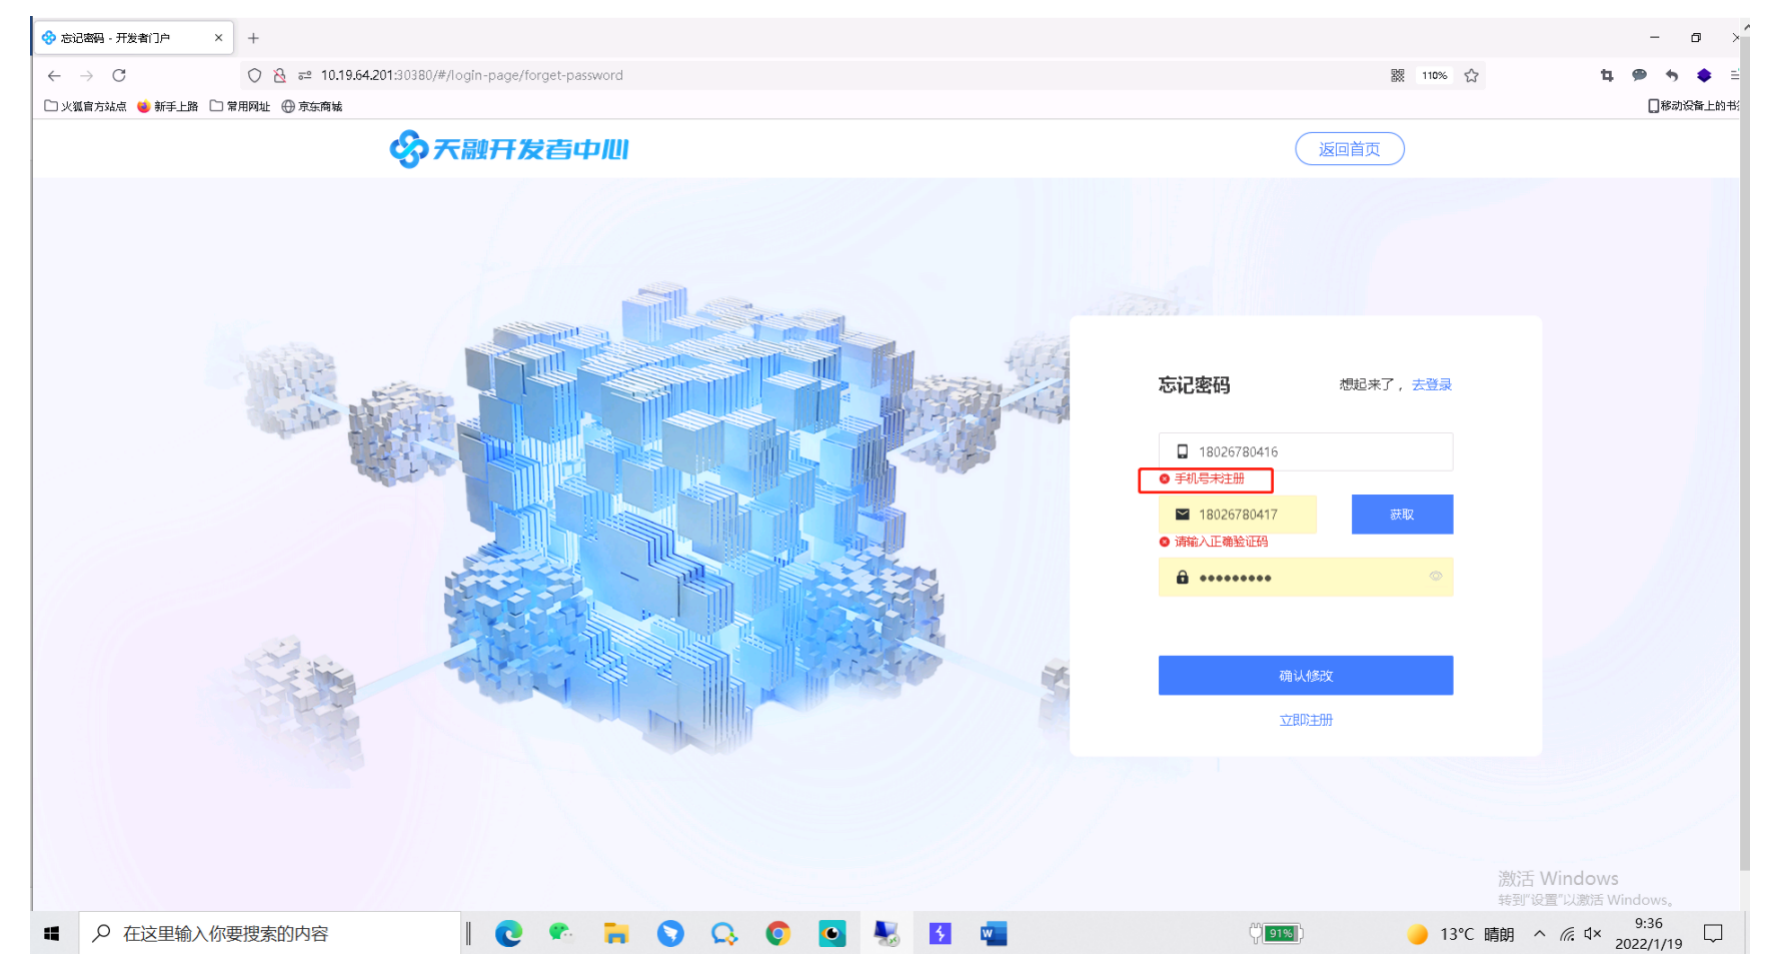 忘记密码 - 开发者门户
10.19.64.201:30380/#/login-page/forget-password
110%
火狐官方站点 新手上路 常用网址 京东商城
移动设备上的书
天融开发者中心
返回首页
忘记密码 想起来了，去登录
18026780416
手机号未注册
18026780417 获取
请输入正确验证码
确认修改
立即注册
激活 Windows
转到"设置"以激活 Windows。
在这里输入你要搜索的内容
91%
13°C 晴朗
9:36
2022/1/19